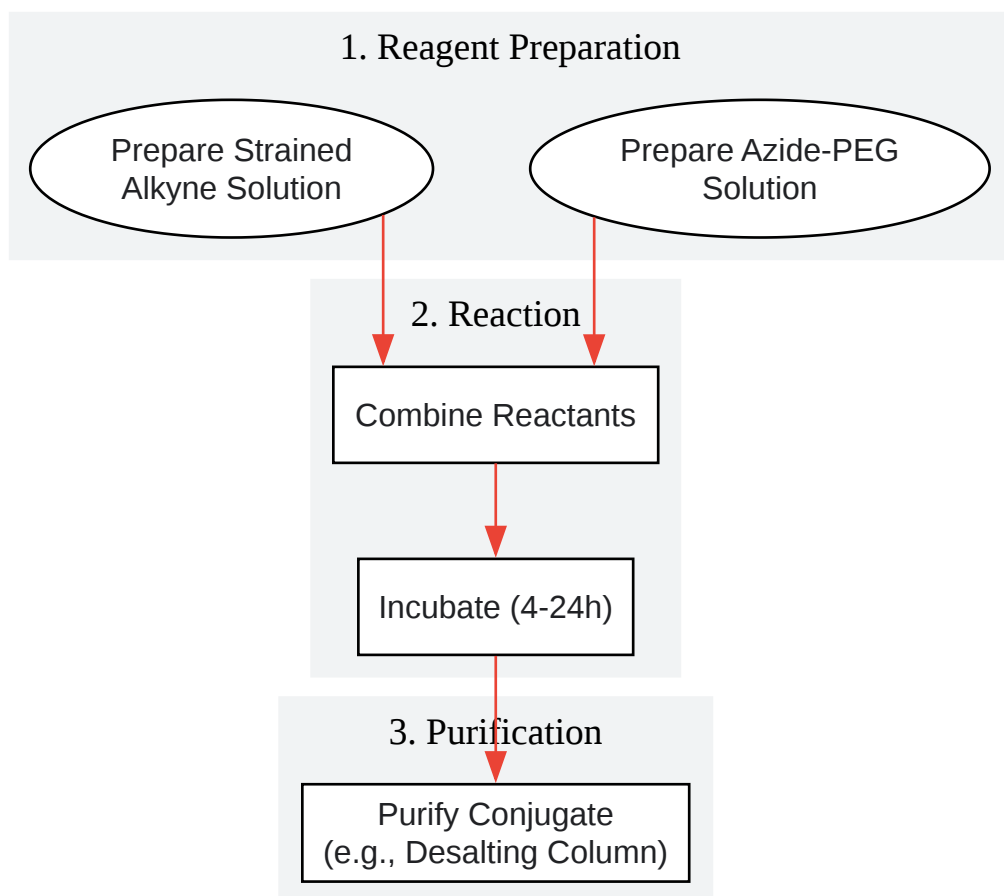 1. Reagent Preparation
Prepare Strained
Alkyne Solution
Prepare Azide-PEG
Solution
2. Reaction
Combine Reactants
Incubate (4-24h)
3. Purification
Purify Conjugate
(e.g., Desalting Column)